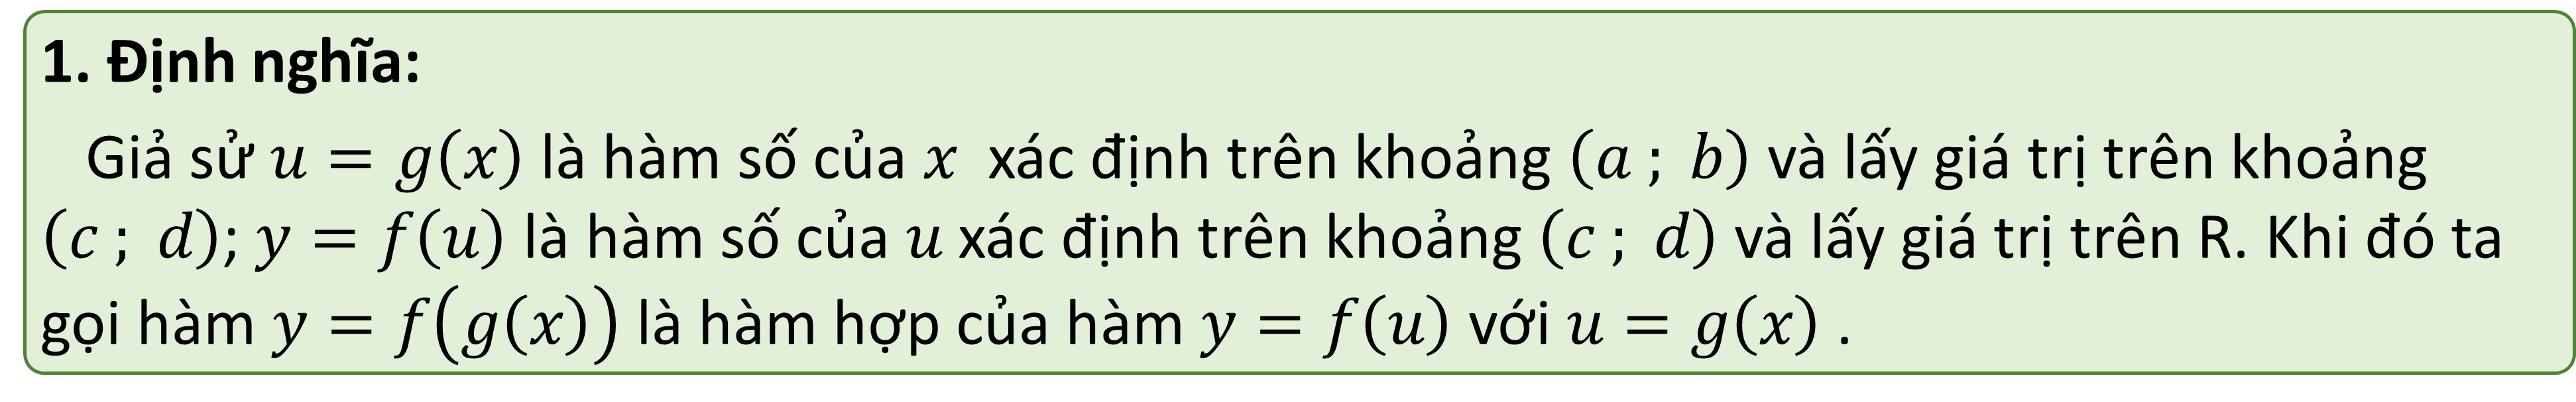 1. Định nghĩa:
Giả sử u = g(x) là hàm số của x xác định trên khoảng (a ; b) và lấy giá trị trên khoảng
(c ; d); y = f(u) là hàm số của u xác định trên khoảng (c ; d) và lấy giá trị trên R. Khi đó ta
gọi hàm y = f(g(x)) là hàm hợp của hàm y = f(u) với u = g(x) .